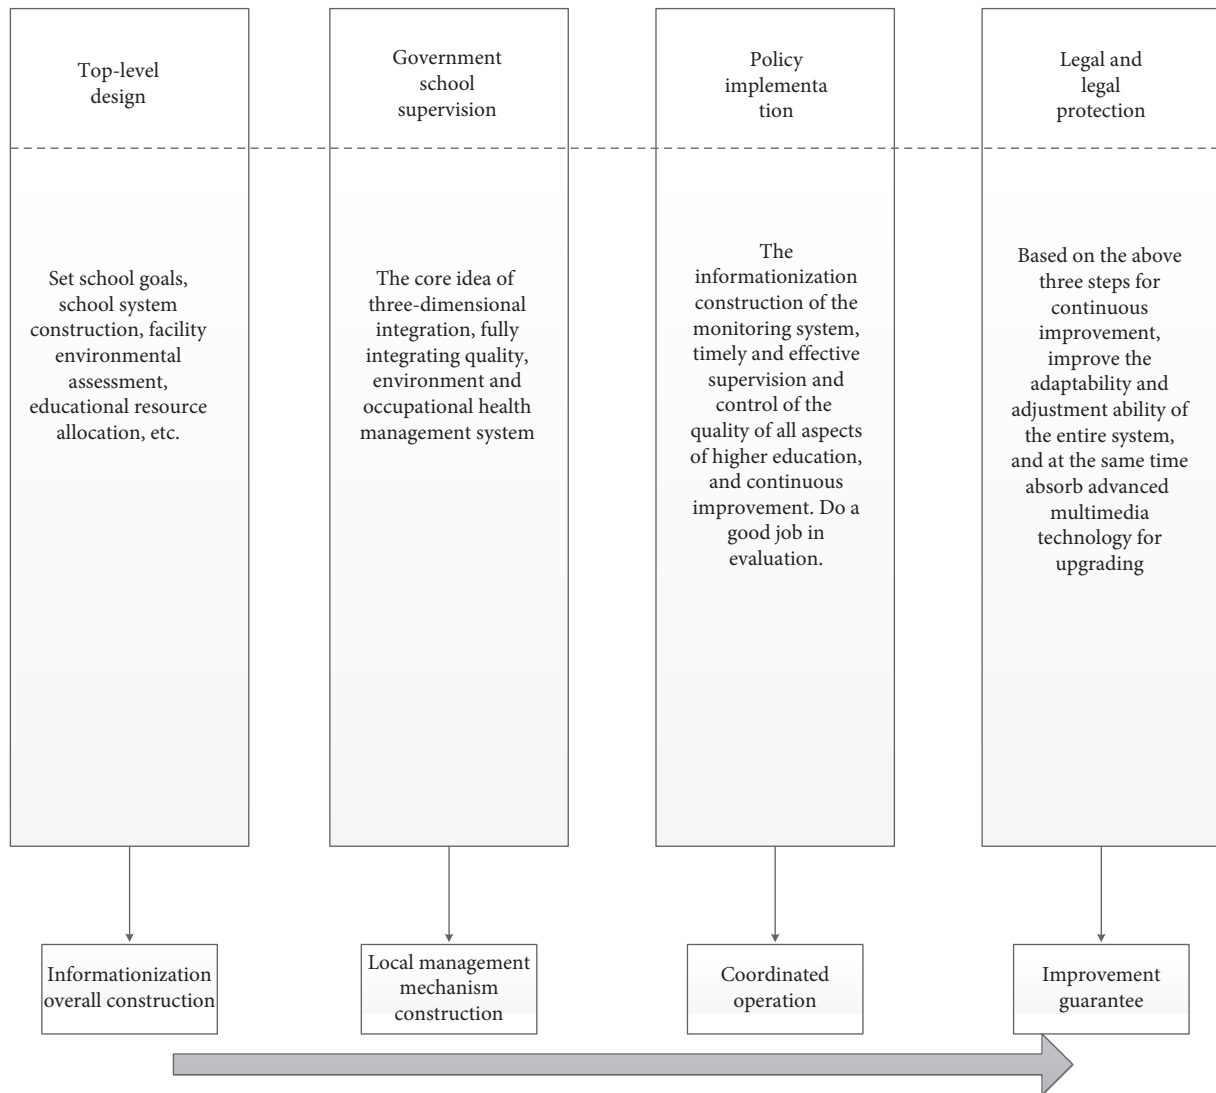 Top-level
design
Government
school
supervision
Policy
implementa
tion
Legal and
legal
protection
Set school goals,
school system
construction, facility
environmental
assessment,
educational resource
allocation, etc.
The core idea of
three-dimensional
integration, fully
integrating quality,
environment and
occupational health
management system
The
informationization
construction of the
monitoring system,
timely and effective
supervision and
control of the
quality of all aspects
of higher education,
and continuous
improvement. Do a
good job in
evaluation.
Based on the above
three steps for
continuous
improvement,
improve the
adaptability and
adjustment ability of
the entire system,
and at the same time
absorb advanced
multimedia
technology for
upgrading
Informationization
overall construction
Local management
mechanism
construction
Coordinated
operation
Improvement
guarantee